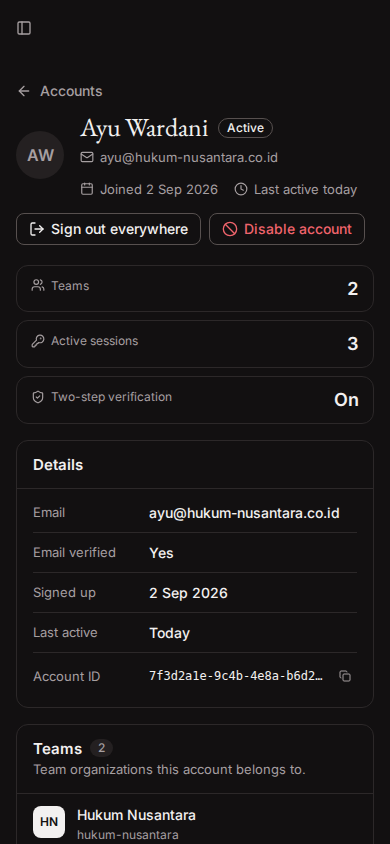 Accounts
Ayu Wardani Active
AW
ayu@hukum-nusantara.co.id
Joined 2 Sep 2026 Last active today
Sign out everywhere Disable account
Teams 2
Active sessions 3
Two-step verification On
Details
Email ayu@hukum-nusantara.co.id
Email verified Yes
Signed up 2 Sep 2026
Last active Today
Account ID 7f3d2a1e-9c4b-4e8a-b6d2…
Teams 2
Team organizations this account belongs to.
HN Hukum Nusantara
hukum-nusantara